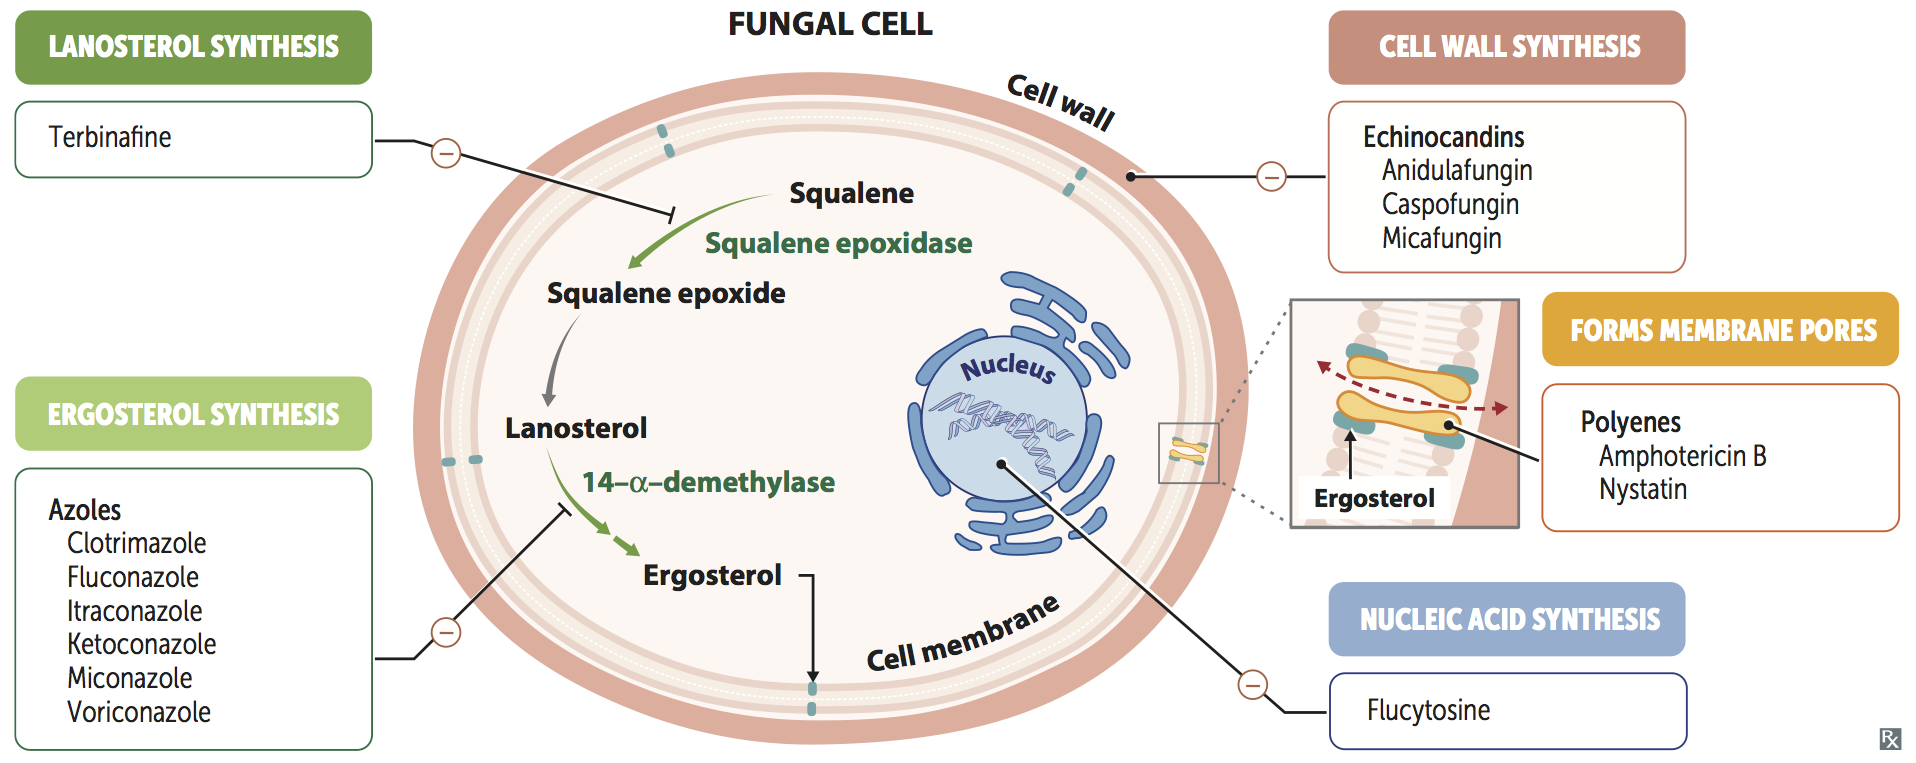 FUNGAL CELL
LANOSTEROL SYNTHESIS
Terbinafine
ERGOSTEROL SYNTHESIS
Azoles
Clotrimazole
Fluconazole
Itraconazole
Ketoconazole
Miconazole
Voriconazole
Cell wall
Squalene
Squalene epoxidase
Squalene epoxide
Lanosterol
14–α–demethylase
Ergosterol
Cell membrane
Nucleus
CELL WALL SYNTHESIS
Echinocandins
Anidulafungin
Caspofungin
Micafungin
Ergosterol
FORMS MEMBRANE PORES
Polyenes
Amphotericin B
Nystatin
NUCLEIC ACID SYNTHESIS
Flucytosine
Rx